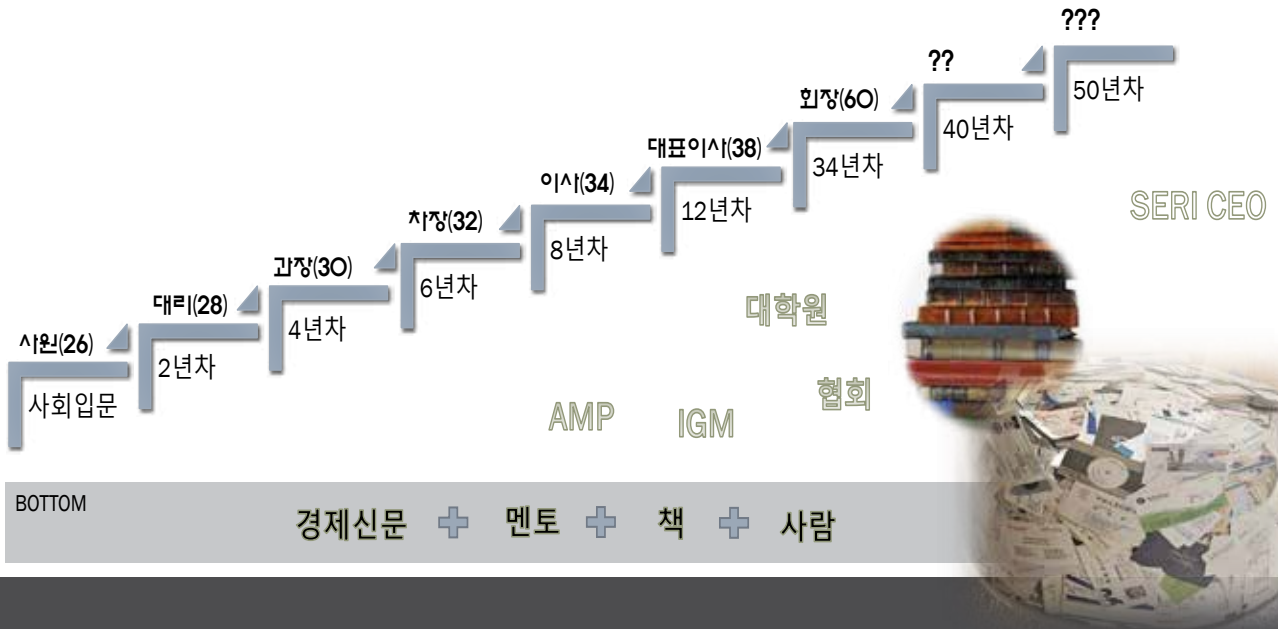 ???
??
50년차
회장(60)
40년차
대표이사(38)
34년차
이사(34)
12년차
차장(32)
8년차
과장(30)
6년차
대리(28)
4년차
사원(26)
2년차
사회입문
SERI CEO
대학원
협회
AMP
IGM
BOTTOM
경제신문 + 멘토 + 책 + 사람